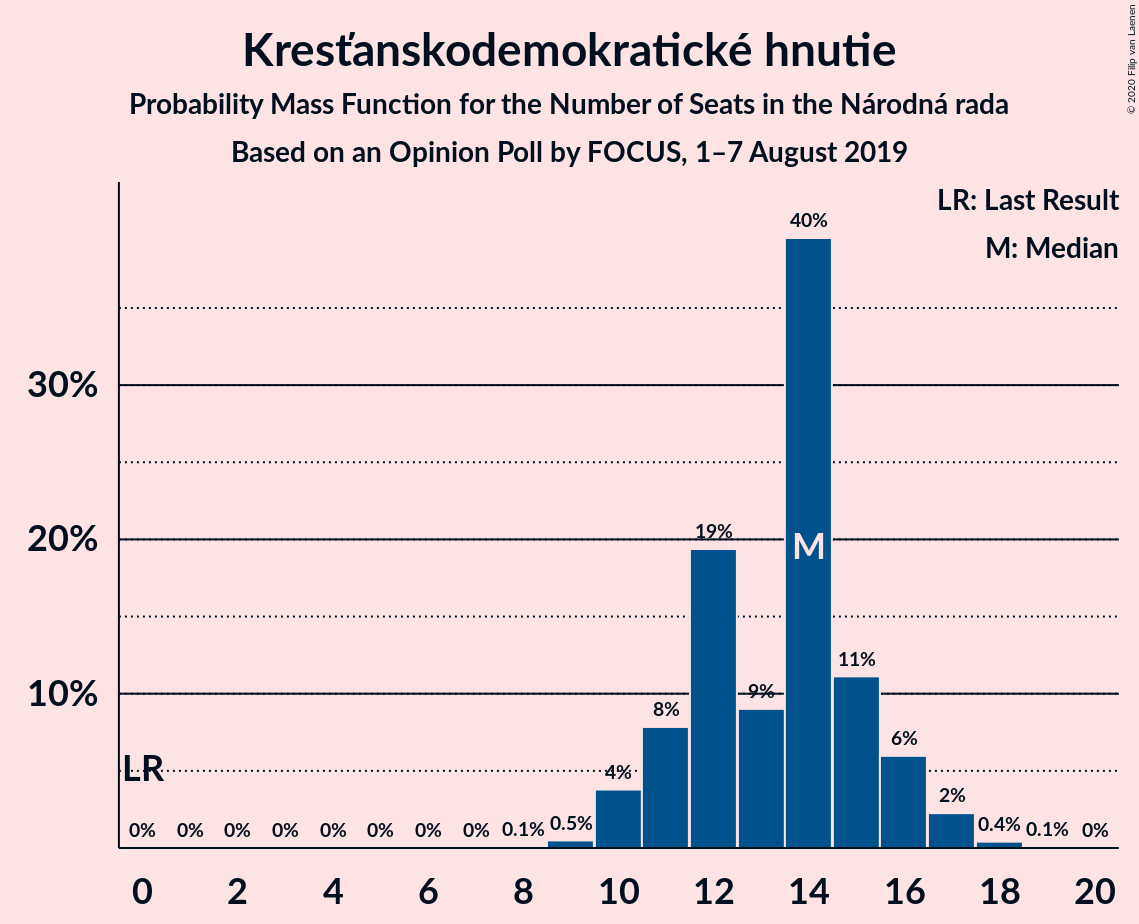 Kresťanskodemokratické hnutie
Probability Mass Function for the Number of Seats in the Národná rada
Based on an Opinion Poll by FOCUS, 1–7 August 2019
© 2020 Filip van Laenen
LR: Last Result
M: Median
40%
30%
20%
19%
M
11%
10%
9%
8%
6%
LR
4%
2%
0% 0% 0% 0% 0% 0% 0% 0% 0.1% 0.5% 0.4% 0.1% 0%
0 2 4 6 8 10 12 14 16 18 20